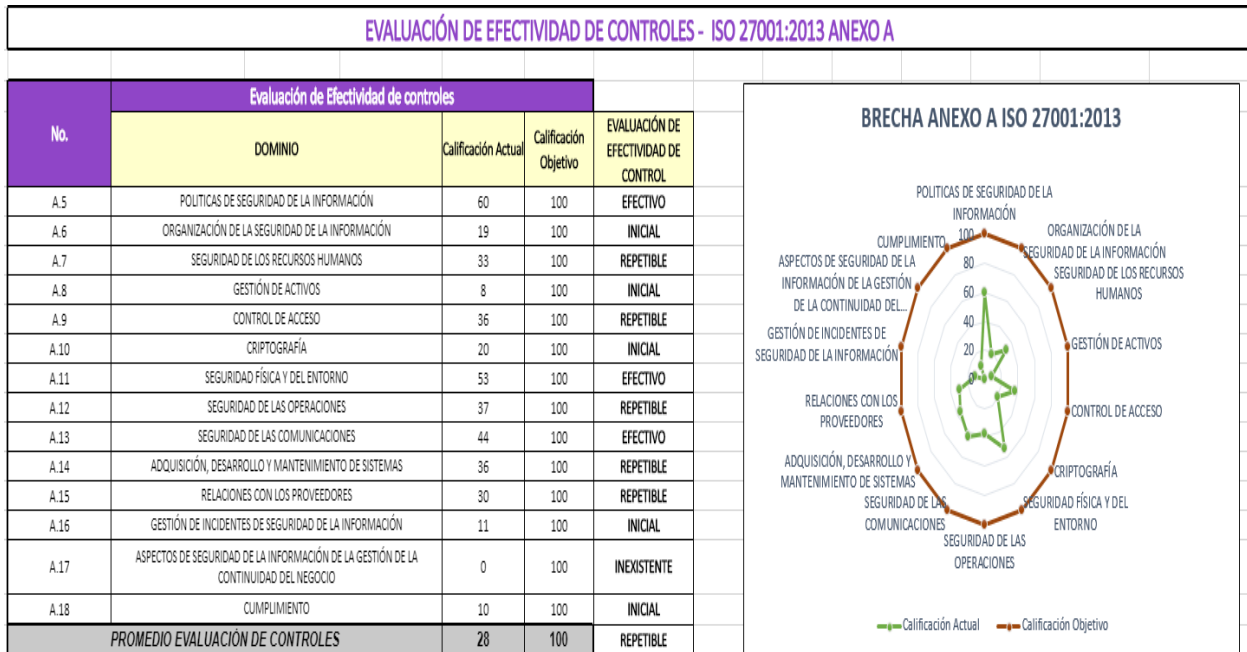 EVALUACIÓN DE EFECTIVIDAD DE CONTROLES - ISO 27001:2013 ANEXO A
No.
Evaluación de Efectividad de controles
DOMINIO
Calificación Actual
Calificación
Objetivo
EVALUACIÓN DE
EFECTIVIDAD DE
CONTROL
A.5 POLITICAS DE SEGURIDAD DE LA INFORMACIÓN 60 100 EFECTIVO
A.6 ORGANIZACIÓN DE LA SEGURIDAD DE LA INFORMACIÓN 19 100 INICIAL
A.7 SEGURIDAD DE LOS RECURSOS HUMANOS 33 100 REPETIBLE
A.8 GESTIÓN DE ACTIVOS 8 100 INICIAL
A.9 CONTROL DE ACCESO 36 100 REPETIBLE
A.10 CRIPTOGRAFÍA 20 100 INICIAL
A.11 SEGURIDAD FÍSICA Y DEL ENTORNO 53 100 EFECTIVO
A.12 SEGURIDAD DE LAS OPERACIONES 37 100 REPETIBLE
A.13 SEGURIDAD DE LAS COMUNICACIONES 44 100 EFECTIVO
A.14 ADQUISICIÓN, DESARROLLO Y MANTENIMIENTO DE SISTEMAS 36 100 REPETIBLE
A.15 RELACIONES CON LOS PROVEEDORES 30 100 REPETIBLE
A.16 GESTIÓN DE INCIDENTES DE SEGURIDAD DE LA INFORMACIÓN 11 100 INICIAL
A.17 ASPECTOS DE SEGURIDAD DE LA INFORMACIÓN DE LA GESTIÓN DE LA
CONTINUIDAD DEL NEGOCIO 0 100 INEXISTENTE
A.18 CUMPLIMIENTO 10 100 INICIAL
PROMEDIO EVALUACIÓN DE CONTROLES 28 100 REPETIBLE
BRECHA ANEXO A ISO 27001:2013
POLITICAS DE SEGURIDAD DE LA
INFORMACIÓN
ORGANIZACIÓN DE LA
SEGURIDAD DE LA INFORMACIÓN
SEGURIDAD DE LOS RECURSOS
HUMANOS
GESTIÓN DE ACTIVOS
CONTROL DE ACCESO
CRIPTOGRAFÍA
SEGURIDAD FÍSICA Y DEL
ENTORNO
SEGURIDAD DE LAS
OPERACIONES
SEGURIDAD DE LAS
COMUNICACIONES
ADQUISICIÓN, DESARROLLO Y
MANTENIMIENTO DE SISTEMAS
RELACIONES CON LOS
PROVEEDORES
GESTIÓN DE INCIDENTES DE
SEGURIDAD DE LA INFORMACIÓN
ASPECTOS DE SEGURIDAD DE LA
INFORMACIÓN DE LA GESTIÓN
DE LA CONTINUIDAD DEL...
CUMPLIMIENTO
100
80
60
40
20
0
Calificación Actual
Calificación Objetivo